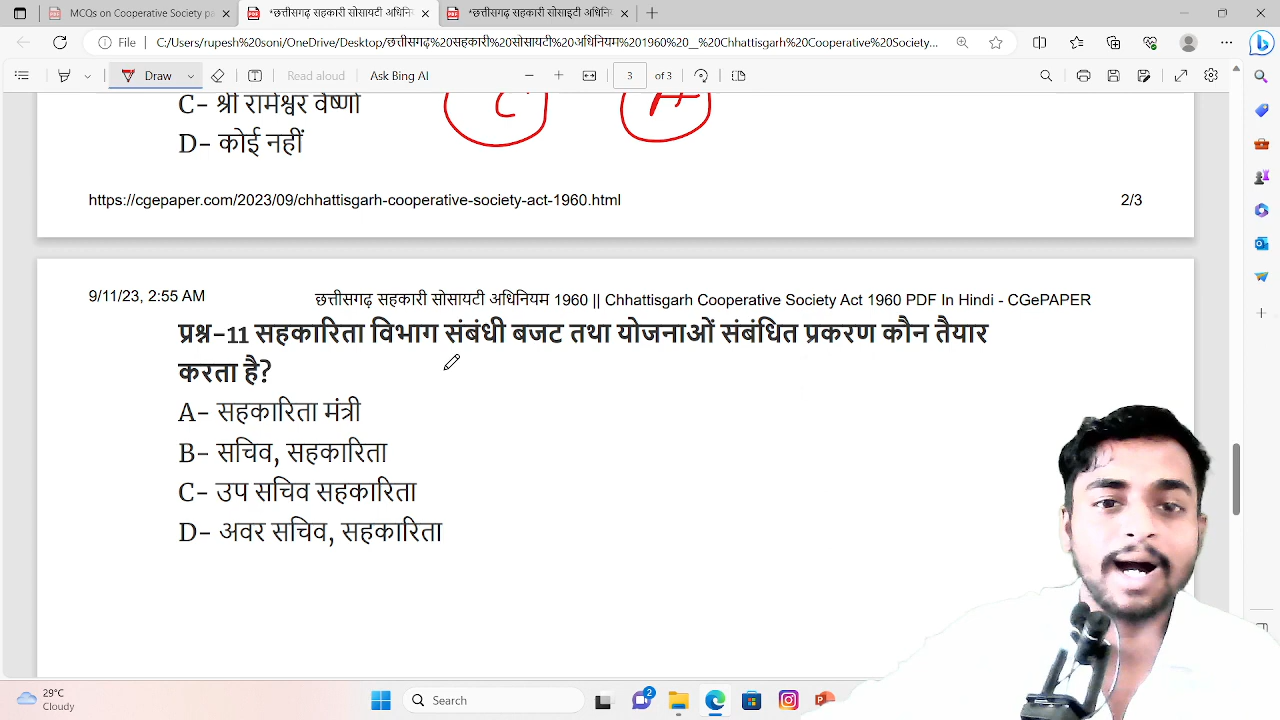 MCQs on Cooperative Society pa
*छत्तीसगढ़ सहकारी सोसायटी अधिनि
*छत्तीसगढ़ सहकारी सोसाइटी अधिनि
File
C:/Users/rupesh%20soni/OneDrive/Desktop/छत्तीसगढ़%20सहकारी%20सोसायटी%20अधिनियम%201960%20__%20Chhattisgarh%20Cooperative%20Society...
Draw
Read aloud
Ask Bing AI
3
of 3
C- श्री रामेश्वर वैष्णो
D- कोई नहीं
C
A
https://cgepaper.com/2023/09/chhattisgarh-cooperative-society-act-1960.html
2/3
9/11/23, 2:55 AM
छत्तीसगढ़ सहकारी सोसायटी अधिनियम 1960 || Chhattisgarh Cooperative Society Act 1960 PDF In Hindi - CGePAPER
प्रश्न-11 सहकारिता विभाग संबंधी बजट तथा योजनाओं संबंधित प्रकरण कौन तैयार
करता है?
A- सहकारिता मंत्री
B- सचिव, सहकारिता
C- उप सचिव सहकारिता
D- अवर सचिव, सहकारिता
29°C
Cloudy
Search
2